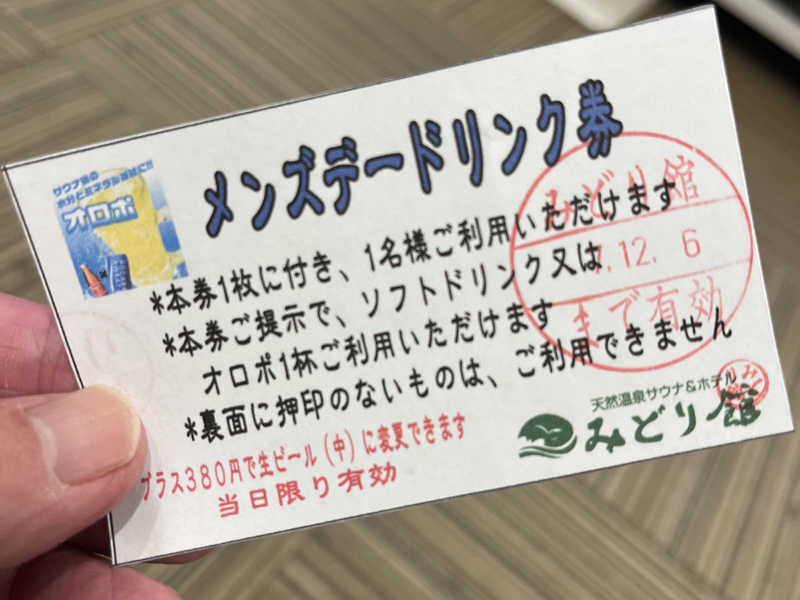 メンズデードリンク券
サウナ後の
水分とミネラル補給に!!
オロポ
*本券1枚に付き、1名様ご利用いただけます
*本券ご提示で、ソフトドリンク又は
オロポ1杯ご利用いただけます
*裏面に押印のないものは、ご利用できません
みどり館
.12.6
まで有効
プラス380円で生ビール(中)に変更できます
当日限り有効
天然温泉サウナ&ホテル
みどり館